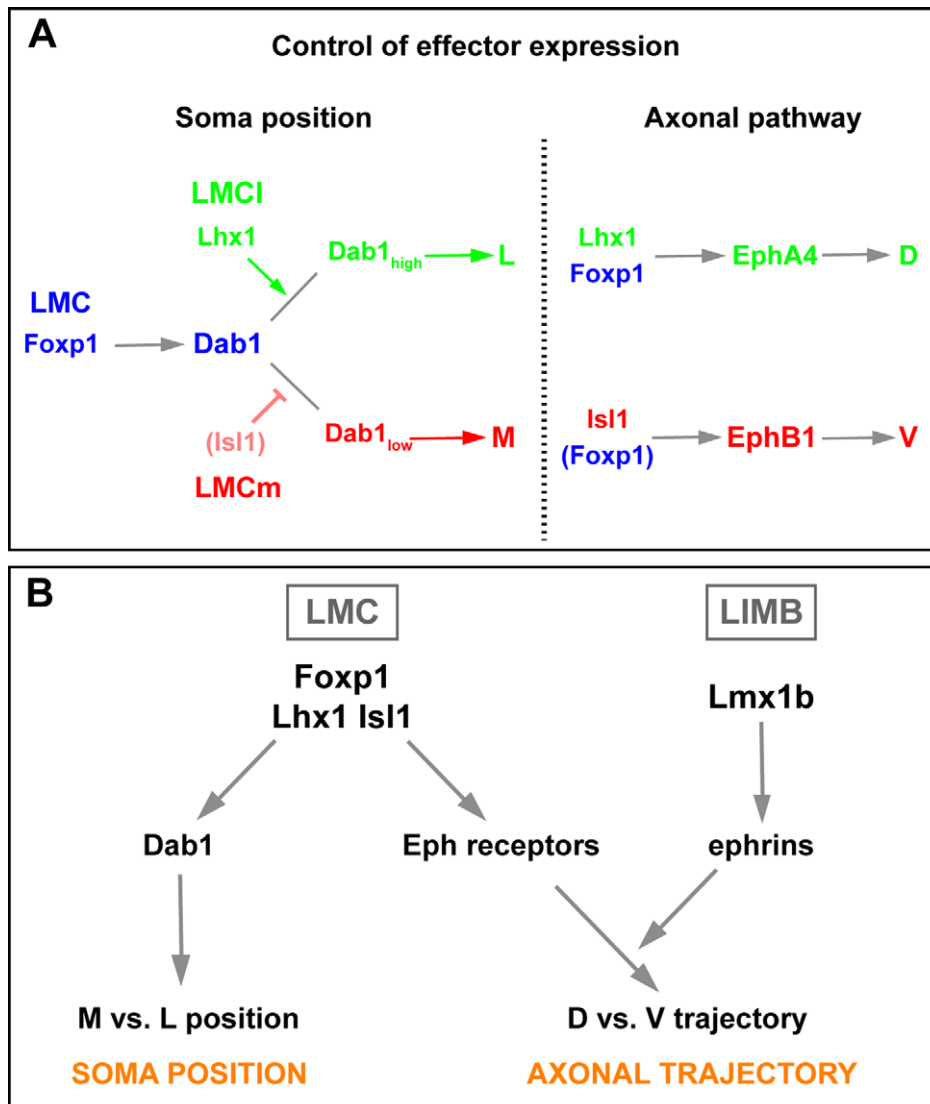 A
Control of effector expression
Soma position
Axonal pathway
LMCl
Lhx1
Dab1high
L
LMC
Foxp1
Dab1
(Isl1)
LMCm
Dab1low
M
Lhx1
Foxp1
EphA4
D
Isl1
(Foxp1)
EphB1
V
B
LMC
LIMB
Foxp1
Lhx1 Isl1
Lmx1b
Dab1
Eph receptors
ephrins
M vs. L position
D vs. V trajectory
SOMA POSITION
AXONAL TRAJECTORY